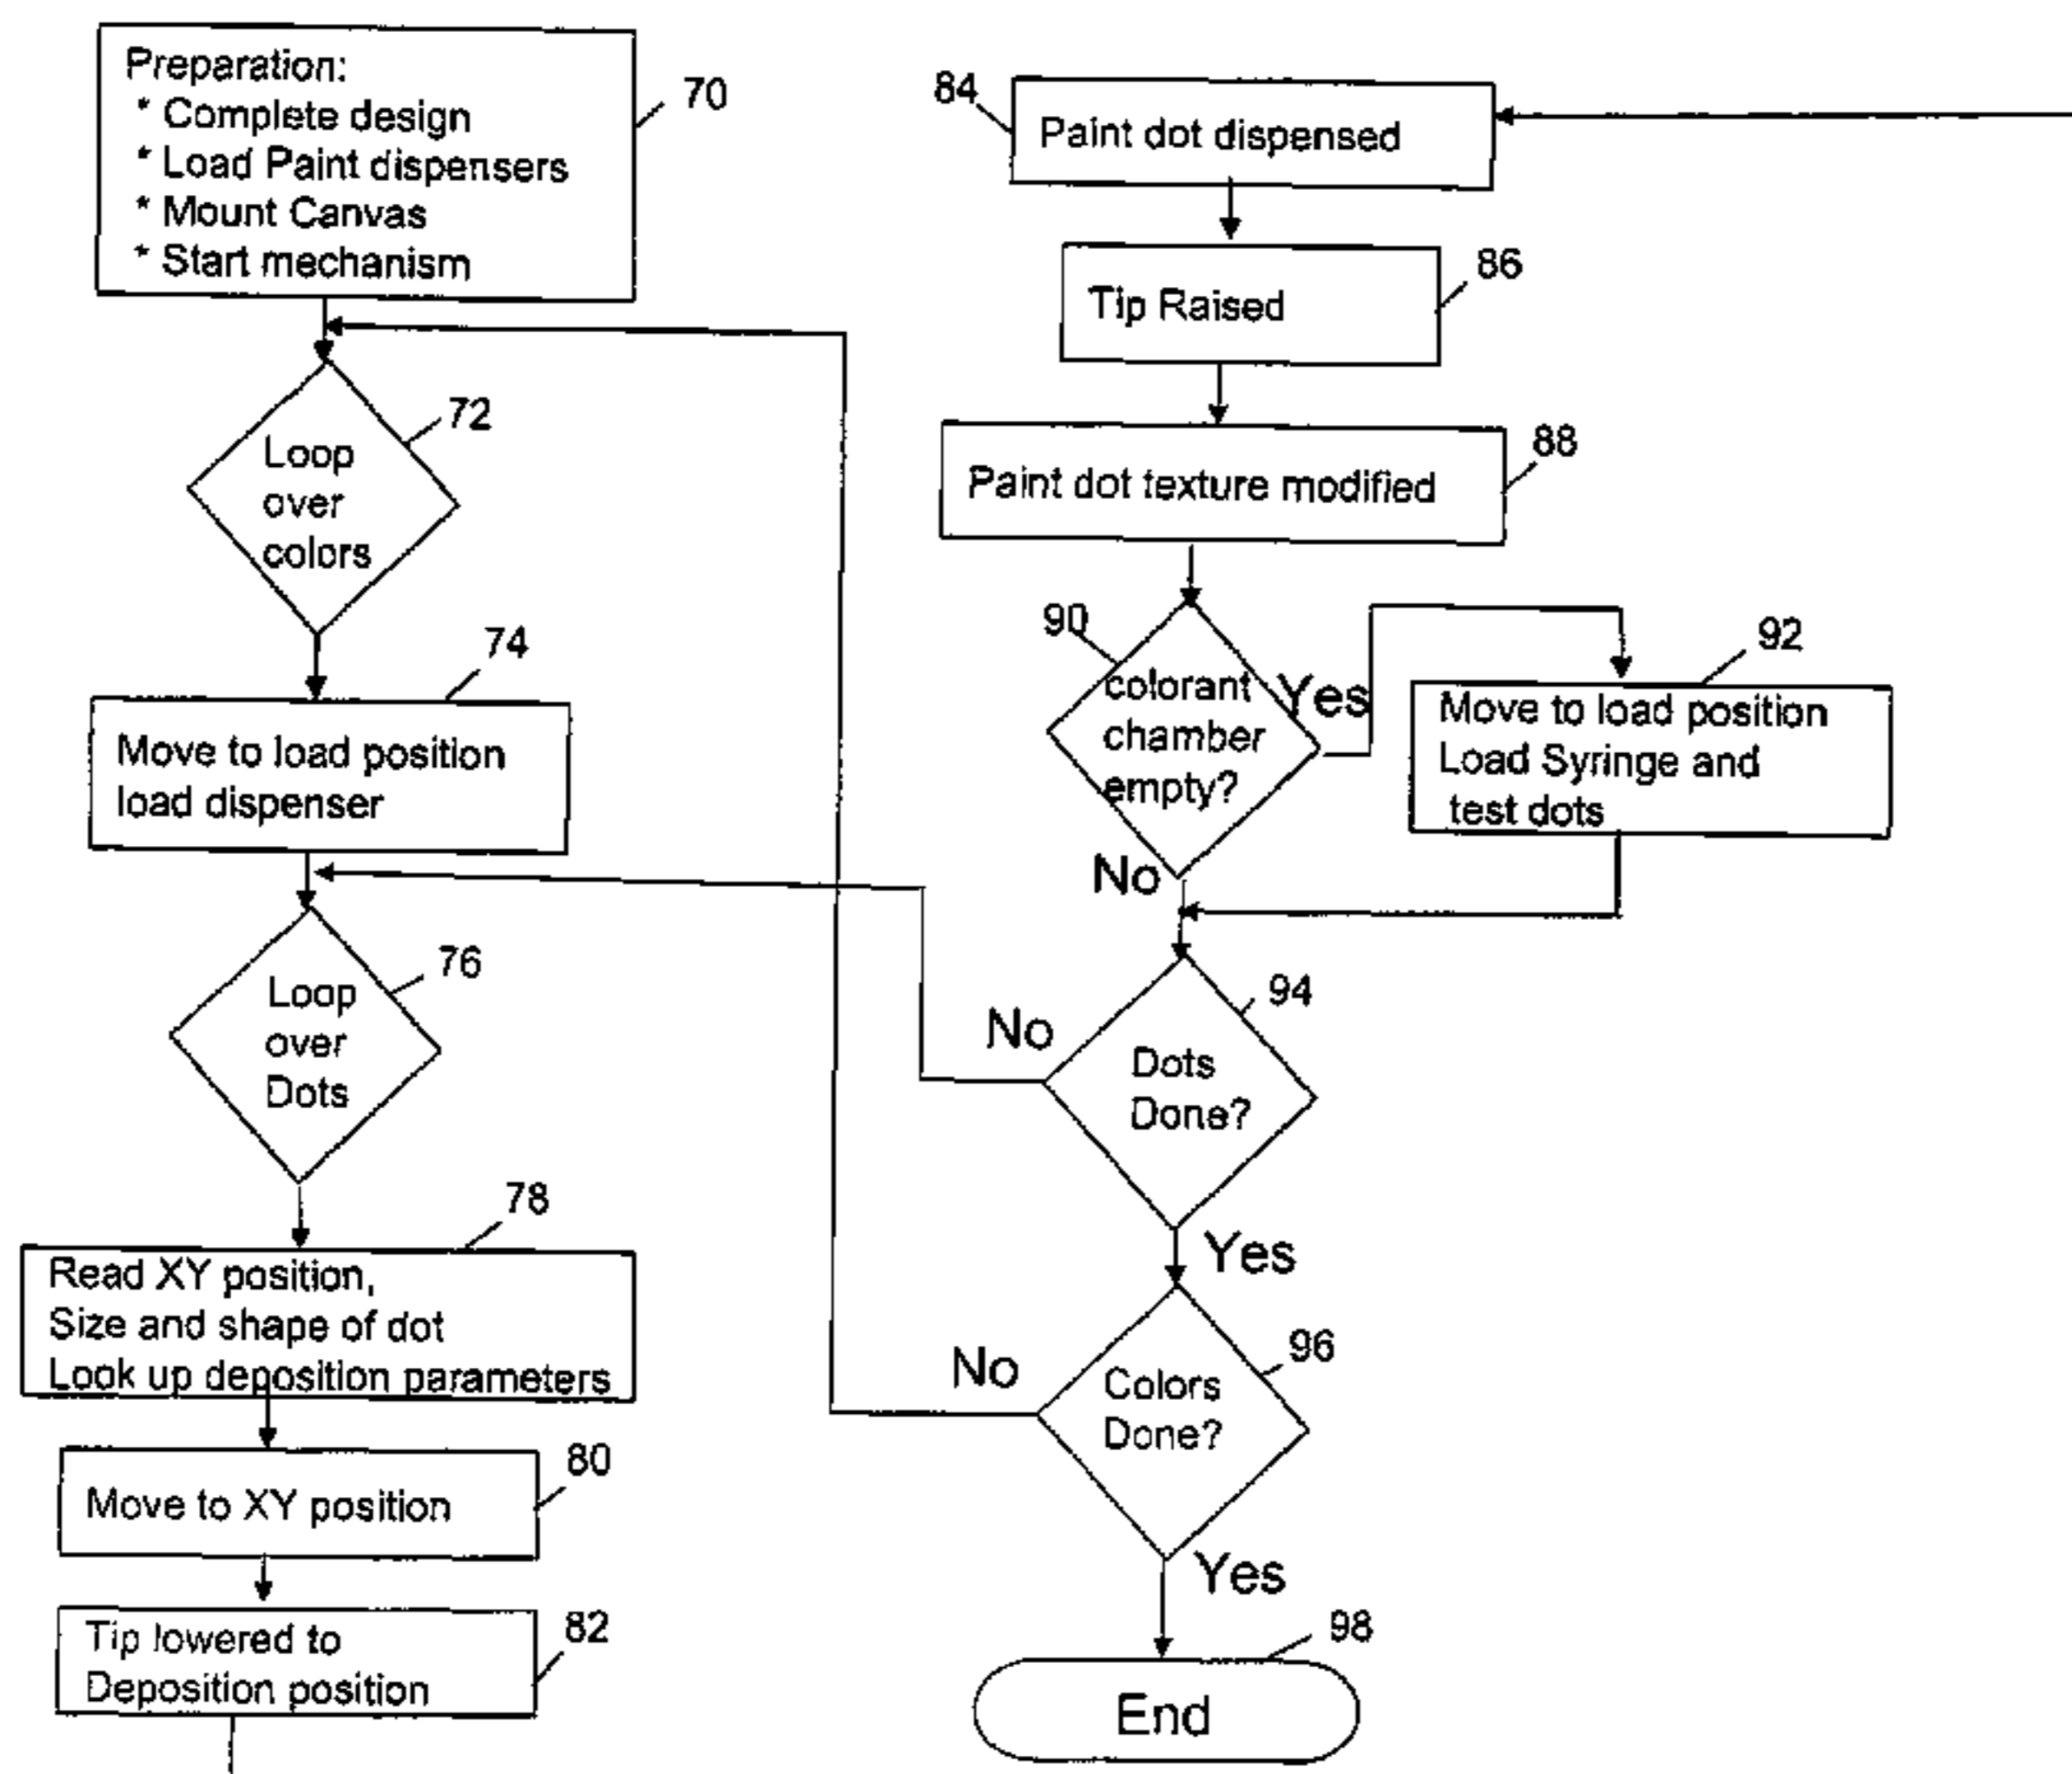 Preparation:
* Complete design
* Load Paint dispensers
* Mount Canvas
* Start mechanism
70
Loop
over
colors
72
Move to load position
load dispenser
74
Loop
over
Dots
76
Read XY position,
Size and shape of dot
Look up deposition parameters
78
Move to XY position
80
Tip lowered to
Deposition position
82
84
Paint dot dispensed
Tip Raised
86
Paint dot texture modified
88
90
colorant
chamber
empty?
Yes
No
92
Move to load position
Load Syringe and
test dots
94
Dots
Done?
No
Yes
96
Colors
Done?
No
Yes
98
End